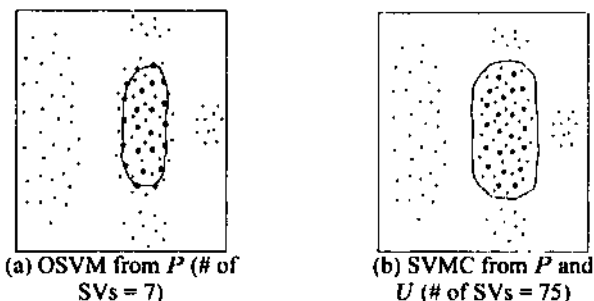 (a) OSVM from P (# of
SVs = 7)
(b) SVMC from P and
U (# of SVs = 75)